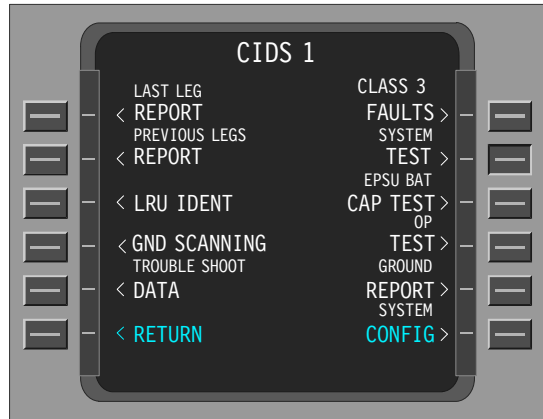 CIDS 1
LAST LEG CLASS 3
< REPORT FAULTS >
PREVIOUS LEGS SYSTEM
< REPORT TEST >
EPSU BAT
< LRU IDENT CAP TEST >
OP
< GND SCANNING TEST >
TROUBLE SHOOT GROUND
< DATA REPORT >
SYSTEM
< RETURN CONFIG >